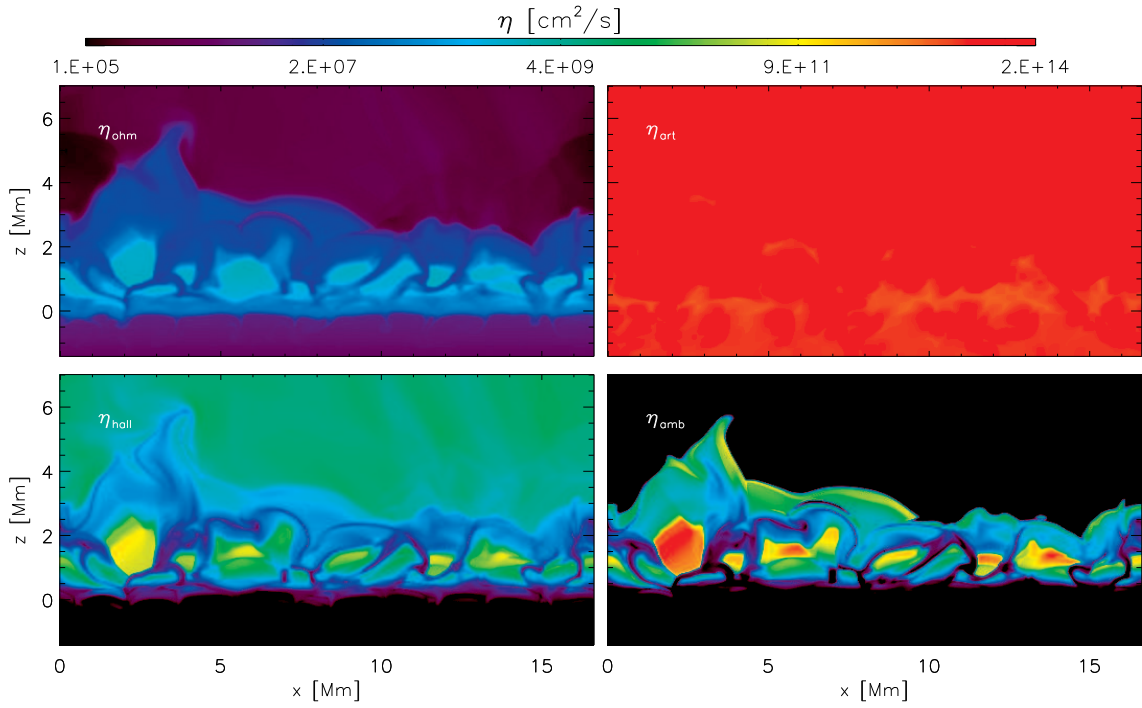 η [cm²/s]
1.E+05 2.E+07 4.E+09 9.E+11 2.E+14
6
4
2
0
z [Mm]
η_ohm
η_art
6
4
2
0
z [Mm]
η_hall
η_amb
0 5 10 15
0 5 10 15
x [Mm]
x [Mm]